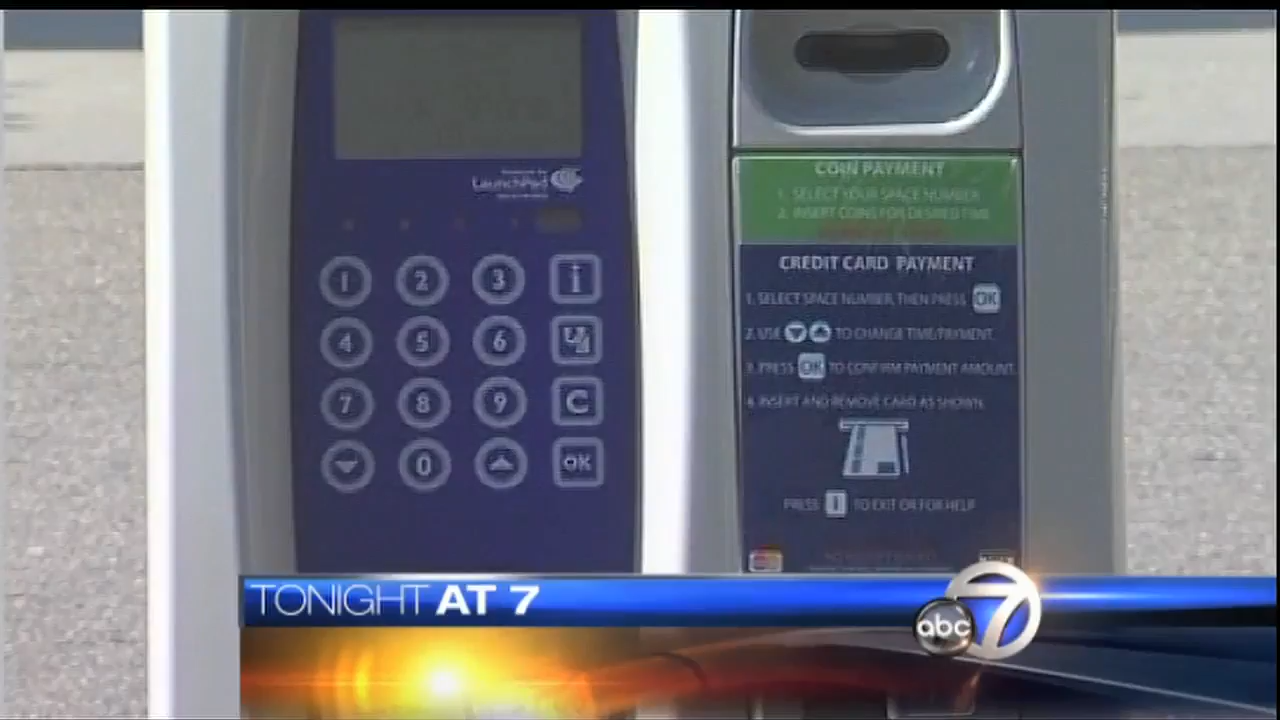 LaunchPad
1 2 3 i
4 5 6
7 8 9 C
0 OK
COIN PAYMENT
1. SELECT YOUR SPACE NUMBER
2. INSERT COINS FOR DESIRED TIME
CREDIT CARD PAYMENT
1. SELECT SPACE NUMBER, THEN PRESS OK
2. USE TO CHANGE TIME/PAYMENT.
3. PRESS OK TO CONFIRM PAYMENT AMOUNT.
4. INSERT AND REMOVE CARD AS SHOWN.
PRESS i TO EXIT OR FOR HELP
TONIGHT AT 7
abc 7